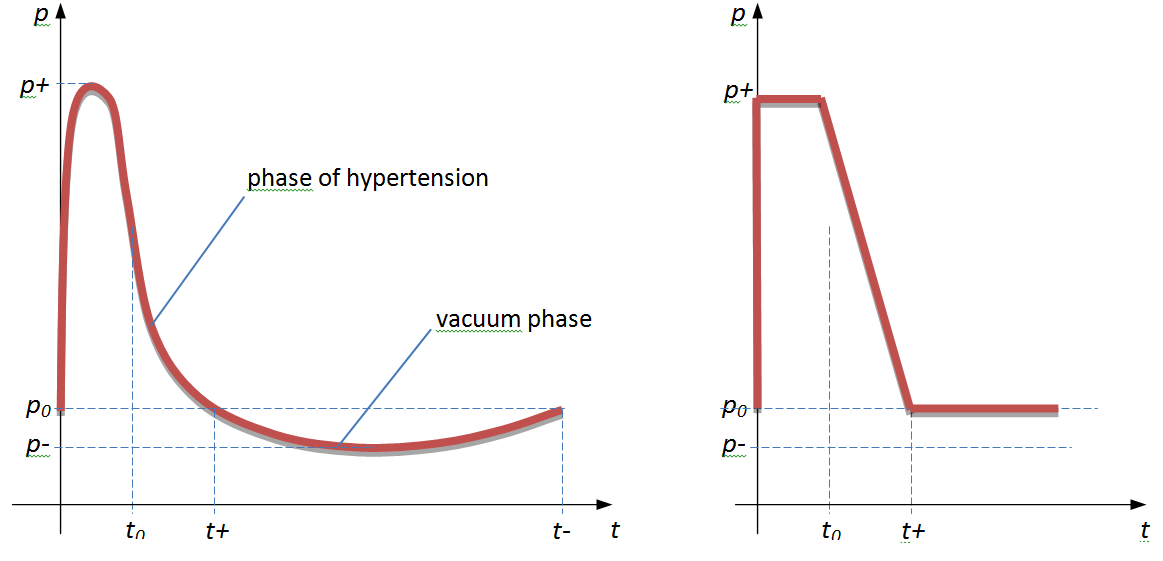 p
p+
phase of hypertension
vacuum phase
p0
p-
t0
t+
t-
t
p
p+
p0
p-
t0
t+
t